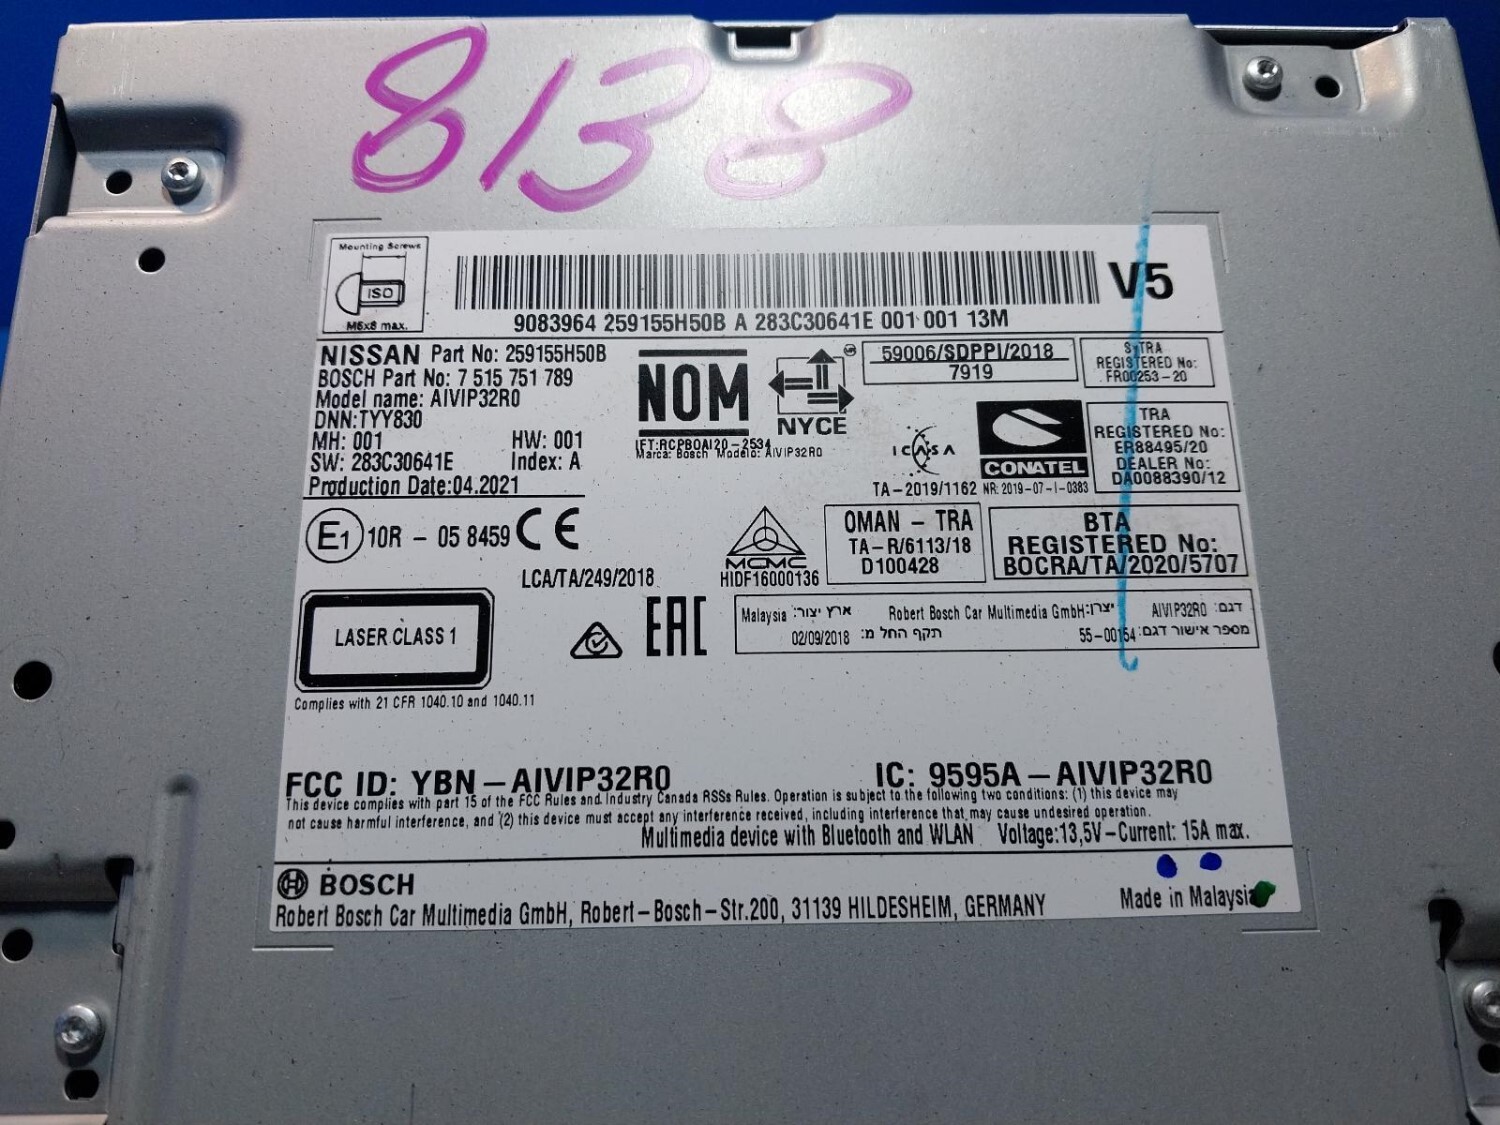 8138
Mounting Screws
ISO
M5x8 max.
V5
9083964 259155H50B A 283C30641E 001 001 13M
NISSAN Part No: 259155H50B
BOSCH Part No: 7 515 751 789
Model name: AIVIP32R0
DNN:TYY830
MH: 001 HW: 001
SW: 283C30641E Index: A
Production Date:04.2021
NOM
NYCE
IFT:RCPBOAI20-2534
Marca: Bosch Modelo: AIVIP32R0
59006/SDPPI/2018
7919
SyTRA
REGISTERED No:
FR00253-20
ICASA
TA-2019/1162
CONATEL
NR: 2019-07-I-0383
TRA
REGISTERED No:
ER88495/20
DEALER No:
DA0088390/12
E1 10R - 05 8459 CE
LCA/TA/249/2018
MCMC
HIDF16000136
OMAN - TRA
TA-R/6113/18
D100428
BTA
REGISTERED No:
BOCRA/TA/2020/5707
LASER CLASS 1
Complies with 21 CFR 1040.10 and 1040.11
EAC
דגם: AIVIP32R0 יצרן: Robert Bosch Car Multimedia GmbH ארץ יצור: Malaysia
מספר אישור דגם: 55-00154 תקף החל מ: 02/09/2018
FCC ID: YBN-AIVIP32R0 IC: 9595A-AIVIP32R0
This device complies with part 15 of the FCC Rules and Industry Canada RSSs Rules. Operation is subject to the following two conditions: (1) this device may
not cause harmful interference, and (2) this device must accept any interference received, including interference that may cause undesired operation.
Multimedia device with Bluetooth and WLAN Voltage:13,5V-Current: 15A max.
BOSCH
Robert Bosch Car Multimedia GmbH, Robert-Bosch-Str.200, 31139 HILDESHEIM, GERMANY
Made in Malaysia